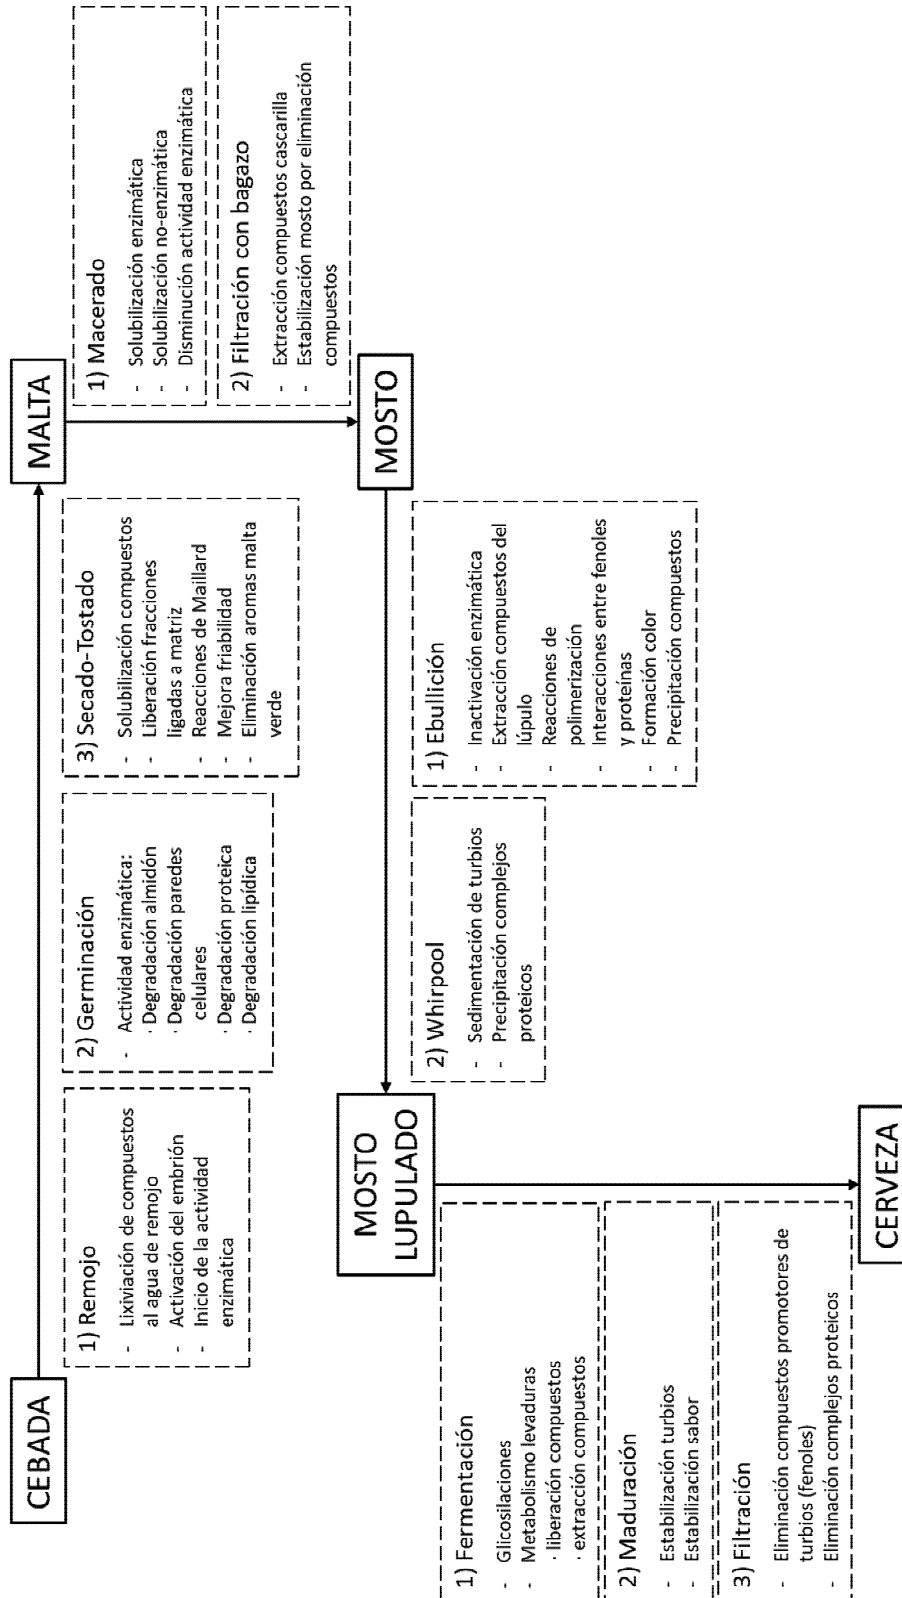 CEBADA
1) Remojo
- Lixiviación de compuestos
al agua de remojo
- Activación del embrión
- Inicio de la actividad
enzimática
2) Germinación
- Actividad enzimática:
· Degradación almidón
· Degradación paredes
celulares
· Degradación proteica
· Degradación lipídica
3) Secado-Tostado
- Solubilización compuestos
- Liberación fracciones
ligadas a matriz
- Reacciones de Maillard
- Mejora friabilidad
- Eliminación aromas malta
verde
MALTA
1) Macerado
- Solubilización enzimática
- Solubilización no-enzimática
- Disminución actividad enzimática
2) Filtración con bagazo
- Extracción compuestos cascarilla
- Estabilización mosto por eliminación
compuestos
MOSTO
1) Ebullición
- Inactivación enzimática
- Extracción compuestos del
lúpulo
- Reacciones de
polimerización
- Interacciones entre fenoles
y proteínas
- Formación color
- Precipitación compuestos
2) Whirpool
- Sedimentación de turbios
- Precipitación complejos
proteicos
MOSTO
LUPULADO
1) Fermentación
- Glicosilaciones
- Metabolismo levaduras
· liberación compuestos
· extracción compuestos
2) Maduración
- Estabilización turbios
- Estabilización sabor
3) Filtración
- Eliminación compuestos promotores de
turbios (fenoles)
- Eliminación complejos proteicos
CERVEZA